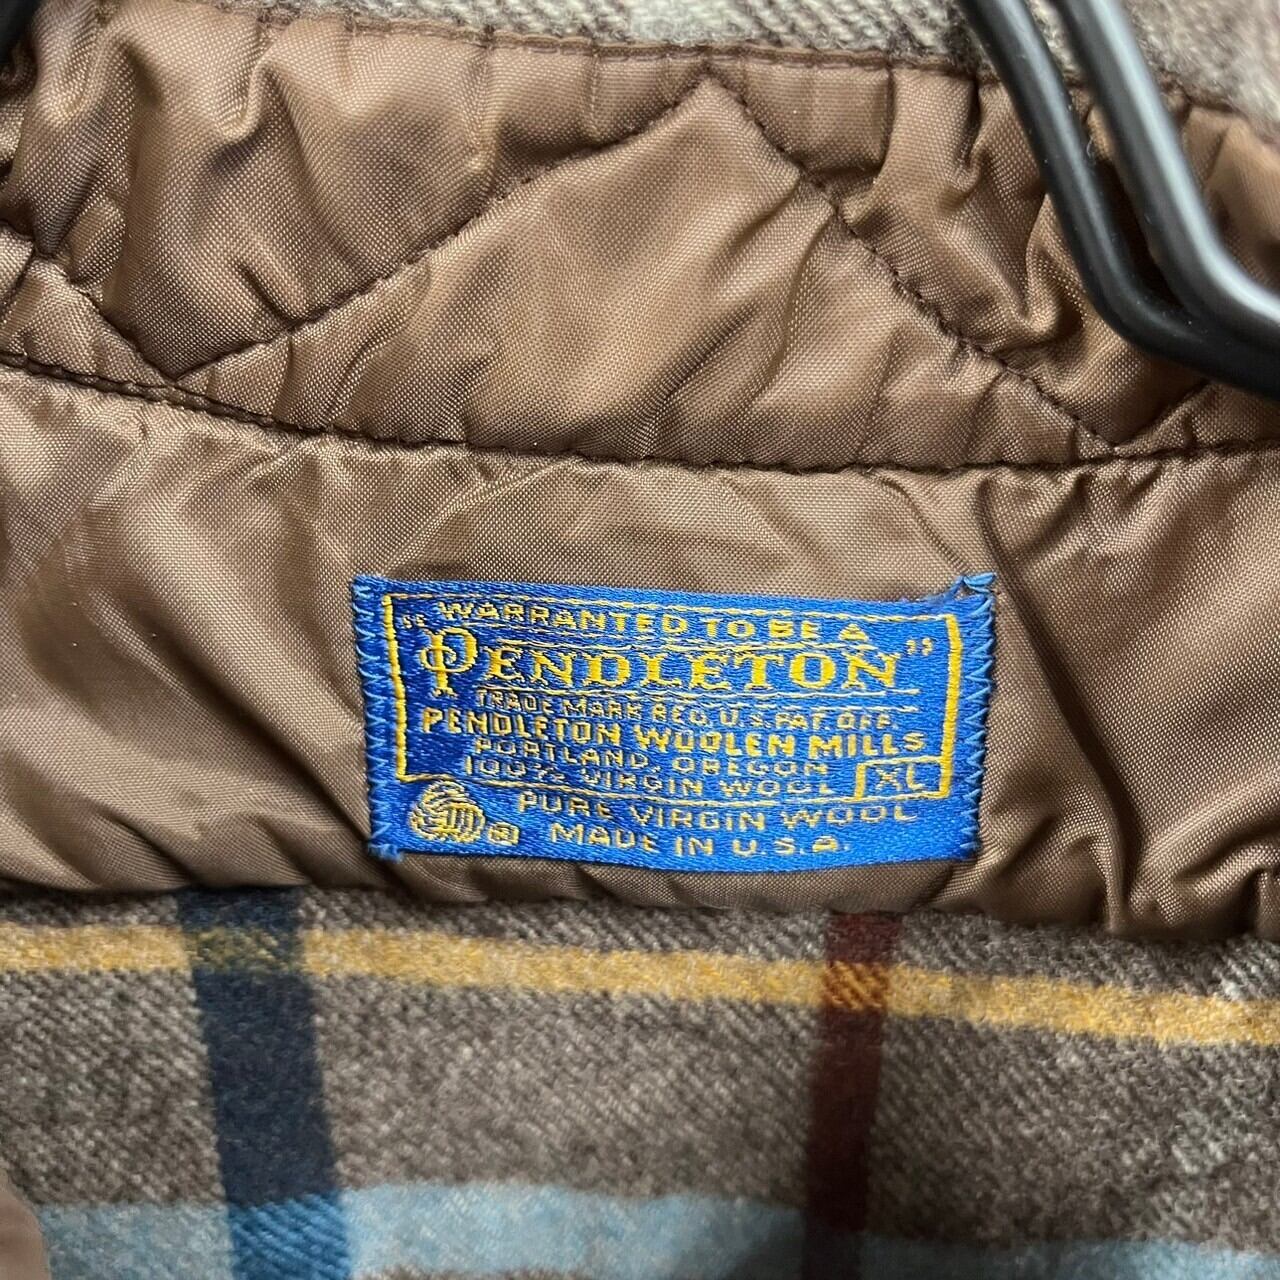 WARRANTED TO BE A
"PENDLETON"
TRADE MARK REG. U.S. PAT. OFF.
PENDLETON WOOLEN MILLS
PORTLAND, OREGON
100% VIRGIN WOOL XL
PURE VIRGIN WOOL
® MADE IN U.S.A.